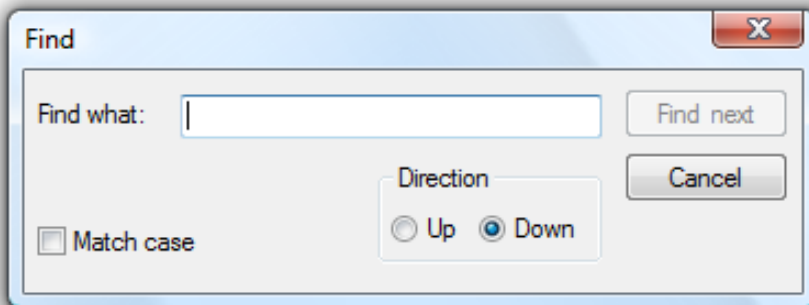 Find
Find what:
Find next
Cancel
Direction
Up
Down
Match case